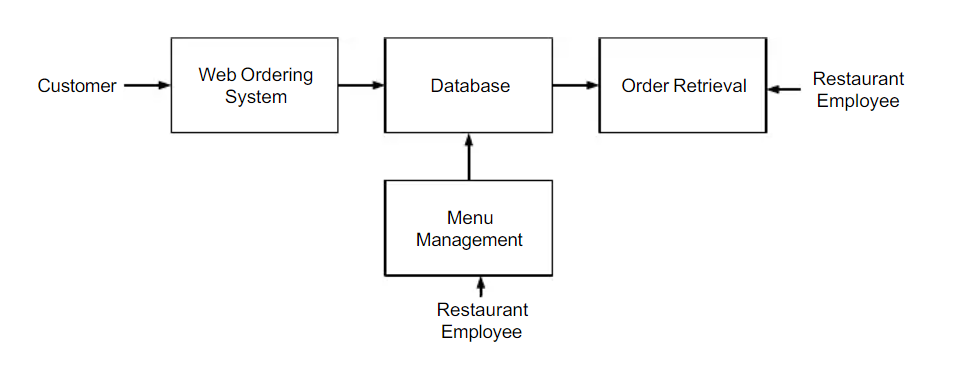 Customer
Web Ordering
System
Database
Order Retrieval
Restaurant
Employee
Menu
Management
Restaurant
Employee